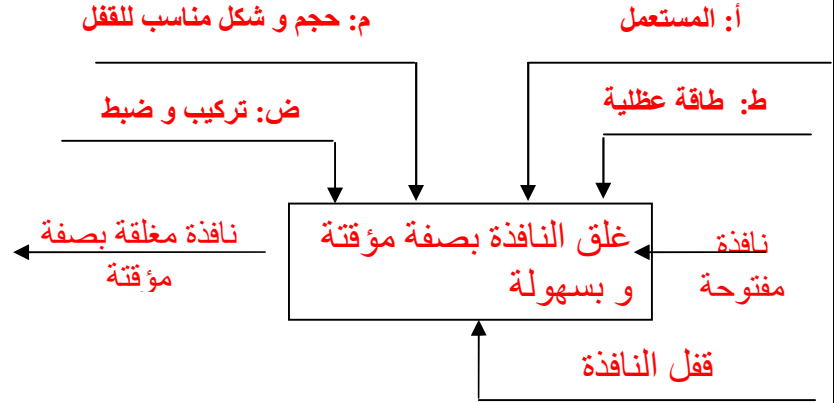 أ: المستعمل
م: حجم و شكل مناسب للقفل
ط: طاقة عظلية
ض: تركيب و ضبط
نافذة
مفتوحة
غلق النافذة بصفة مؤقتة
و بسهولة
نافذة مغلقة بصفة
مؤقتة
قفل النافذة